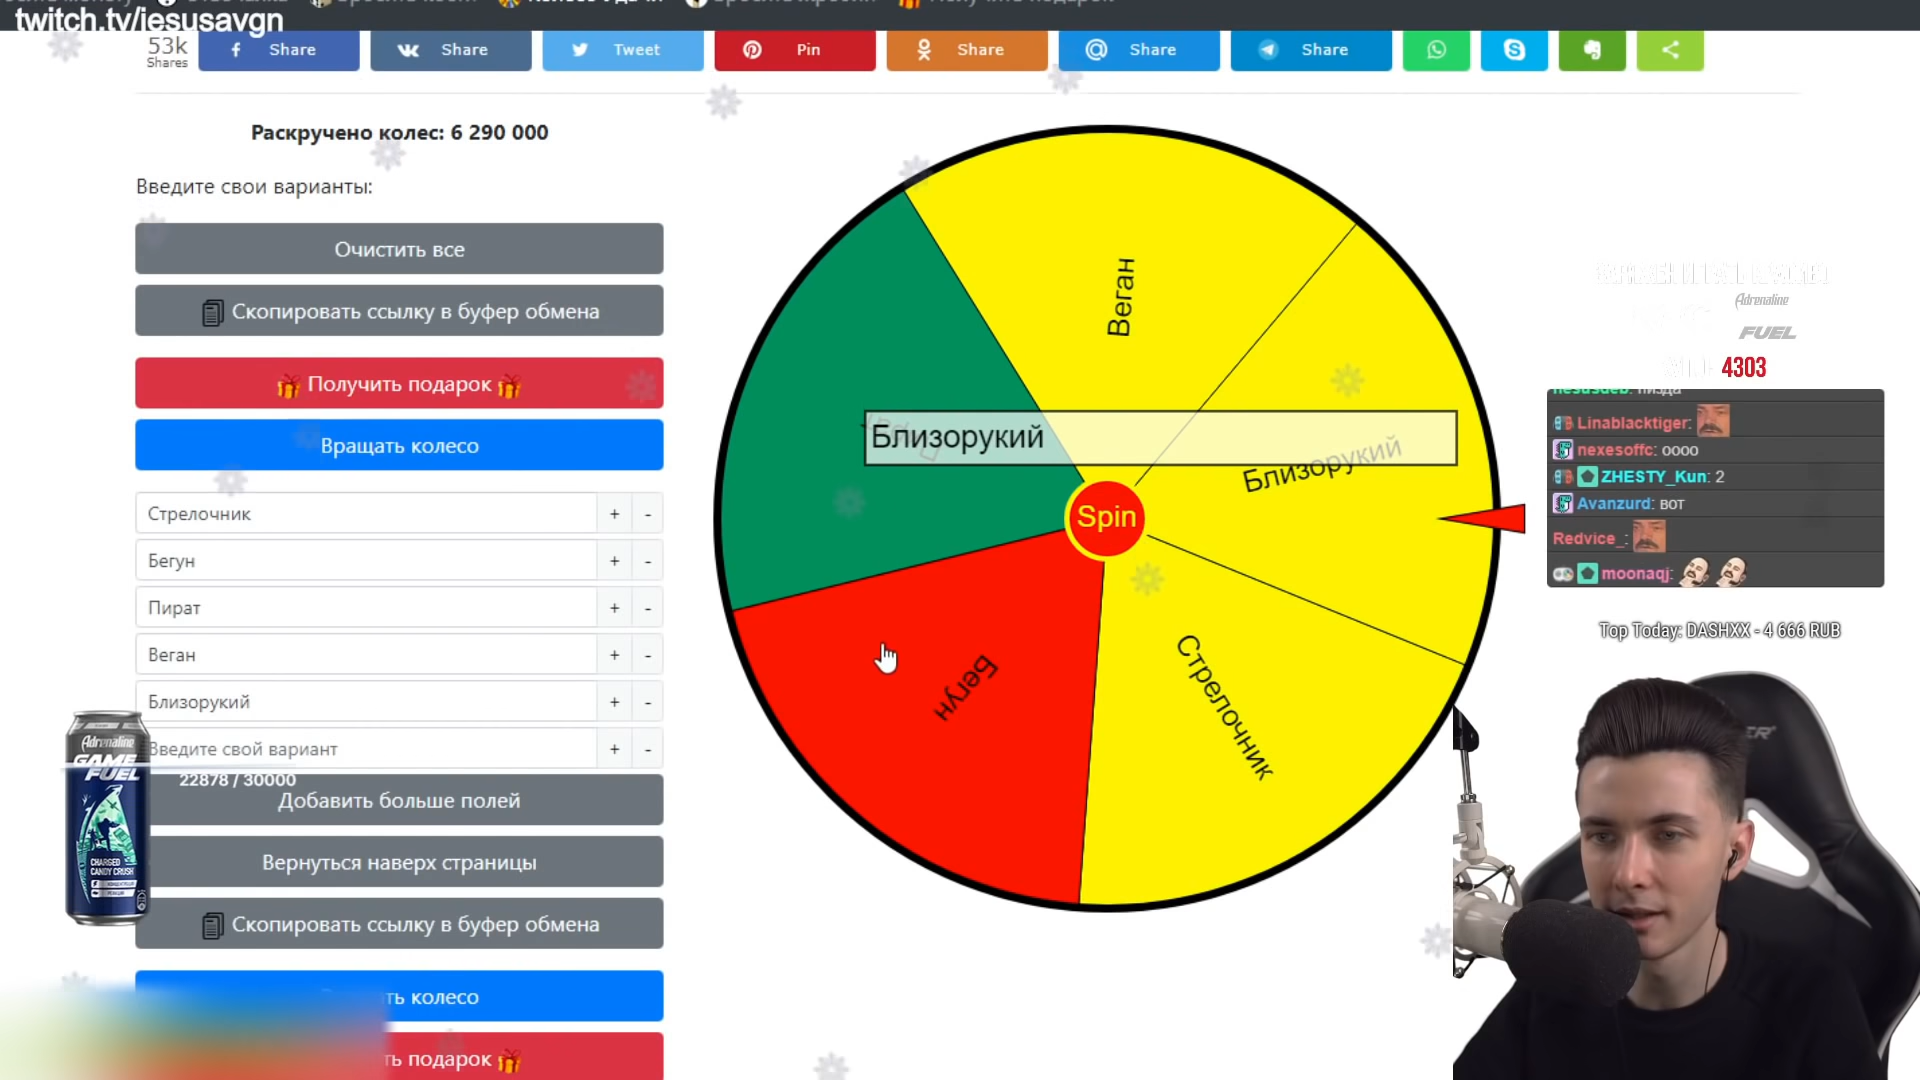 twitch.tv/jesusavgn
53k
Shares
Share
Share
Tweet
Pin
Share
Share
Share
Раскручено колес: 6 290 000
Введите свои варианты:
Очистить все
Скопировать ссылку в буфер обмена
Получить подарок
Вращать колесо
Стрелочник + -
Бегун + -
Пират + -
Веган + -
Близорукий + -
Введите свой вариант + -
22878 / 30000
Добавить больше полей
Вернуться наверх страницы
Скопировать ссылку в буфер обмена
ть колесо
ть подарок
Adrenaline
GAME
FUEL
CHARGED
CANDY CRUSH
Веган
Близорукий
Близорукий
Spin
Стрелочник
Бегун
Adrenaline
FUEL
4303
Linablacktiger:
nexesoffc: оооо
ZHESTY_Kun: 2
Avanzurd: вот
Redvice_:
moonaqj:
Top Today: DASHXX - 4 666 RUB